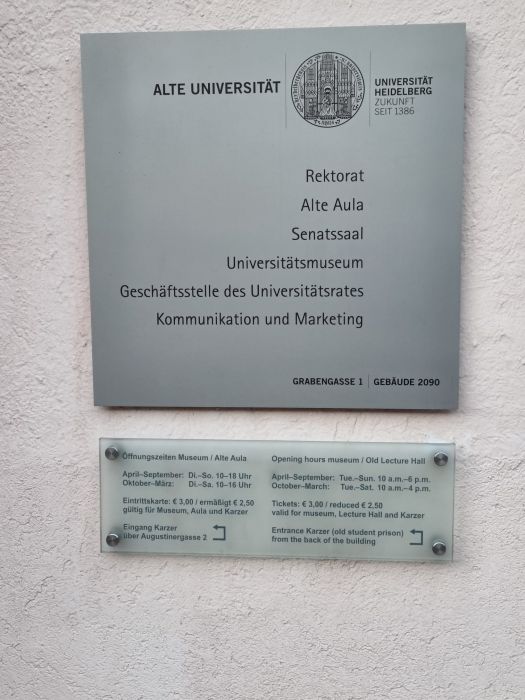 ALTE UNIVERSITÄT
UNIVERSITÄT
HEIDELBERG
ZUKUNFT
SEIT 1386
Rektorat
Alte Aula
Senatssaal
Universitätsmuseum
Geschäftsstelle des Universitätsrates
Kommunikation und Marketing
GRABENGASSE 1 | GEBÄUDE 2090
Öffnungszeiten Museum / Alte Aula
April–September: Di.–So. 10–18 Uhr
Oktober–März: Di.–Sa. 10–16 Uhr
Eintrittskarte: € 3,00 / ermäßigt € 2,50
gültig für Museum, Aula und Karzer
Eingang Karzer
über Augustinergasse 2
Opening hours museum / Old Lecture Hall
April–September: Tue.–Sun. 10 a.m.–6 p.m.
October–March: Tue.–Sat. 10 a.m.–4 p.m.
Tickets: € 3,00 / reduced € 2,50
valid for museum, Lecture Hall and Karzer
Entrance Karzer (old student prison)
from the back of the building